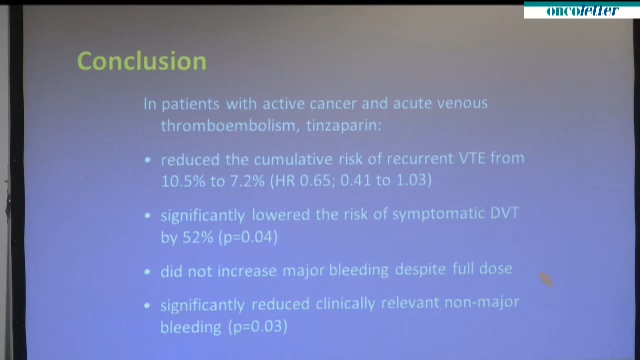 oncoletter
Conclusion
In patients with active cancer and acute venous
thromboembolism, tinzaparin:
• reduced the cumulative risk of recurrent VTE from
10.5% to 7.2% (HR 0.65; 0.41 to 1.03)
• significantly lowered the risk of symptomatic DVT
by 52% (p=0.04)
• did not increase major bleeding despite full dose
• significantly reduced clinically relevant non-major
bleeding (p=0.03)